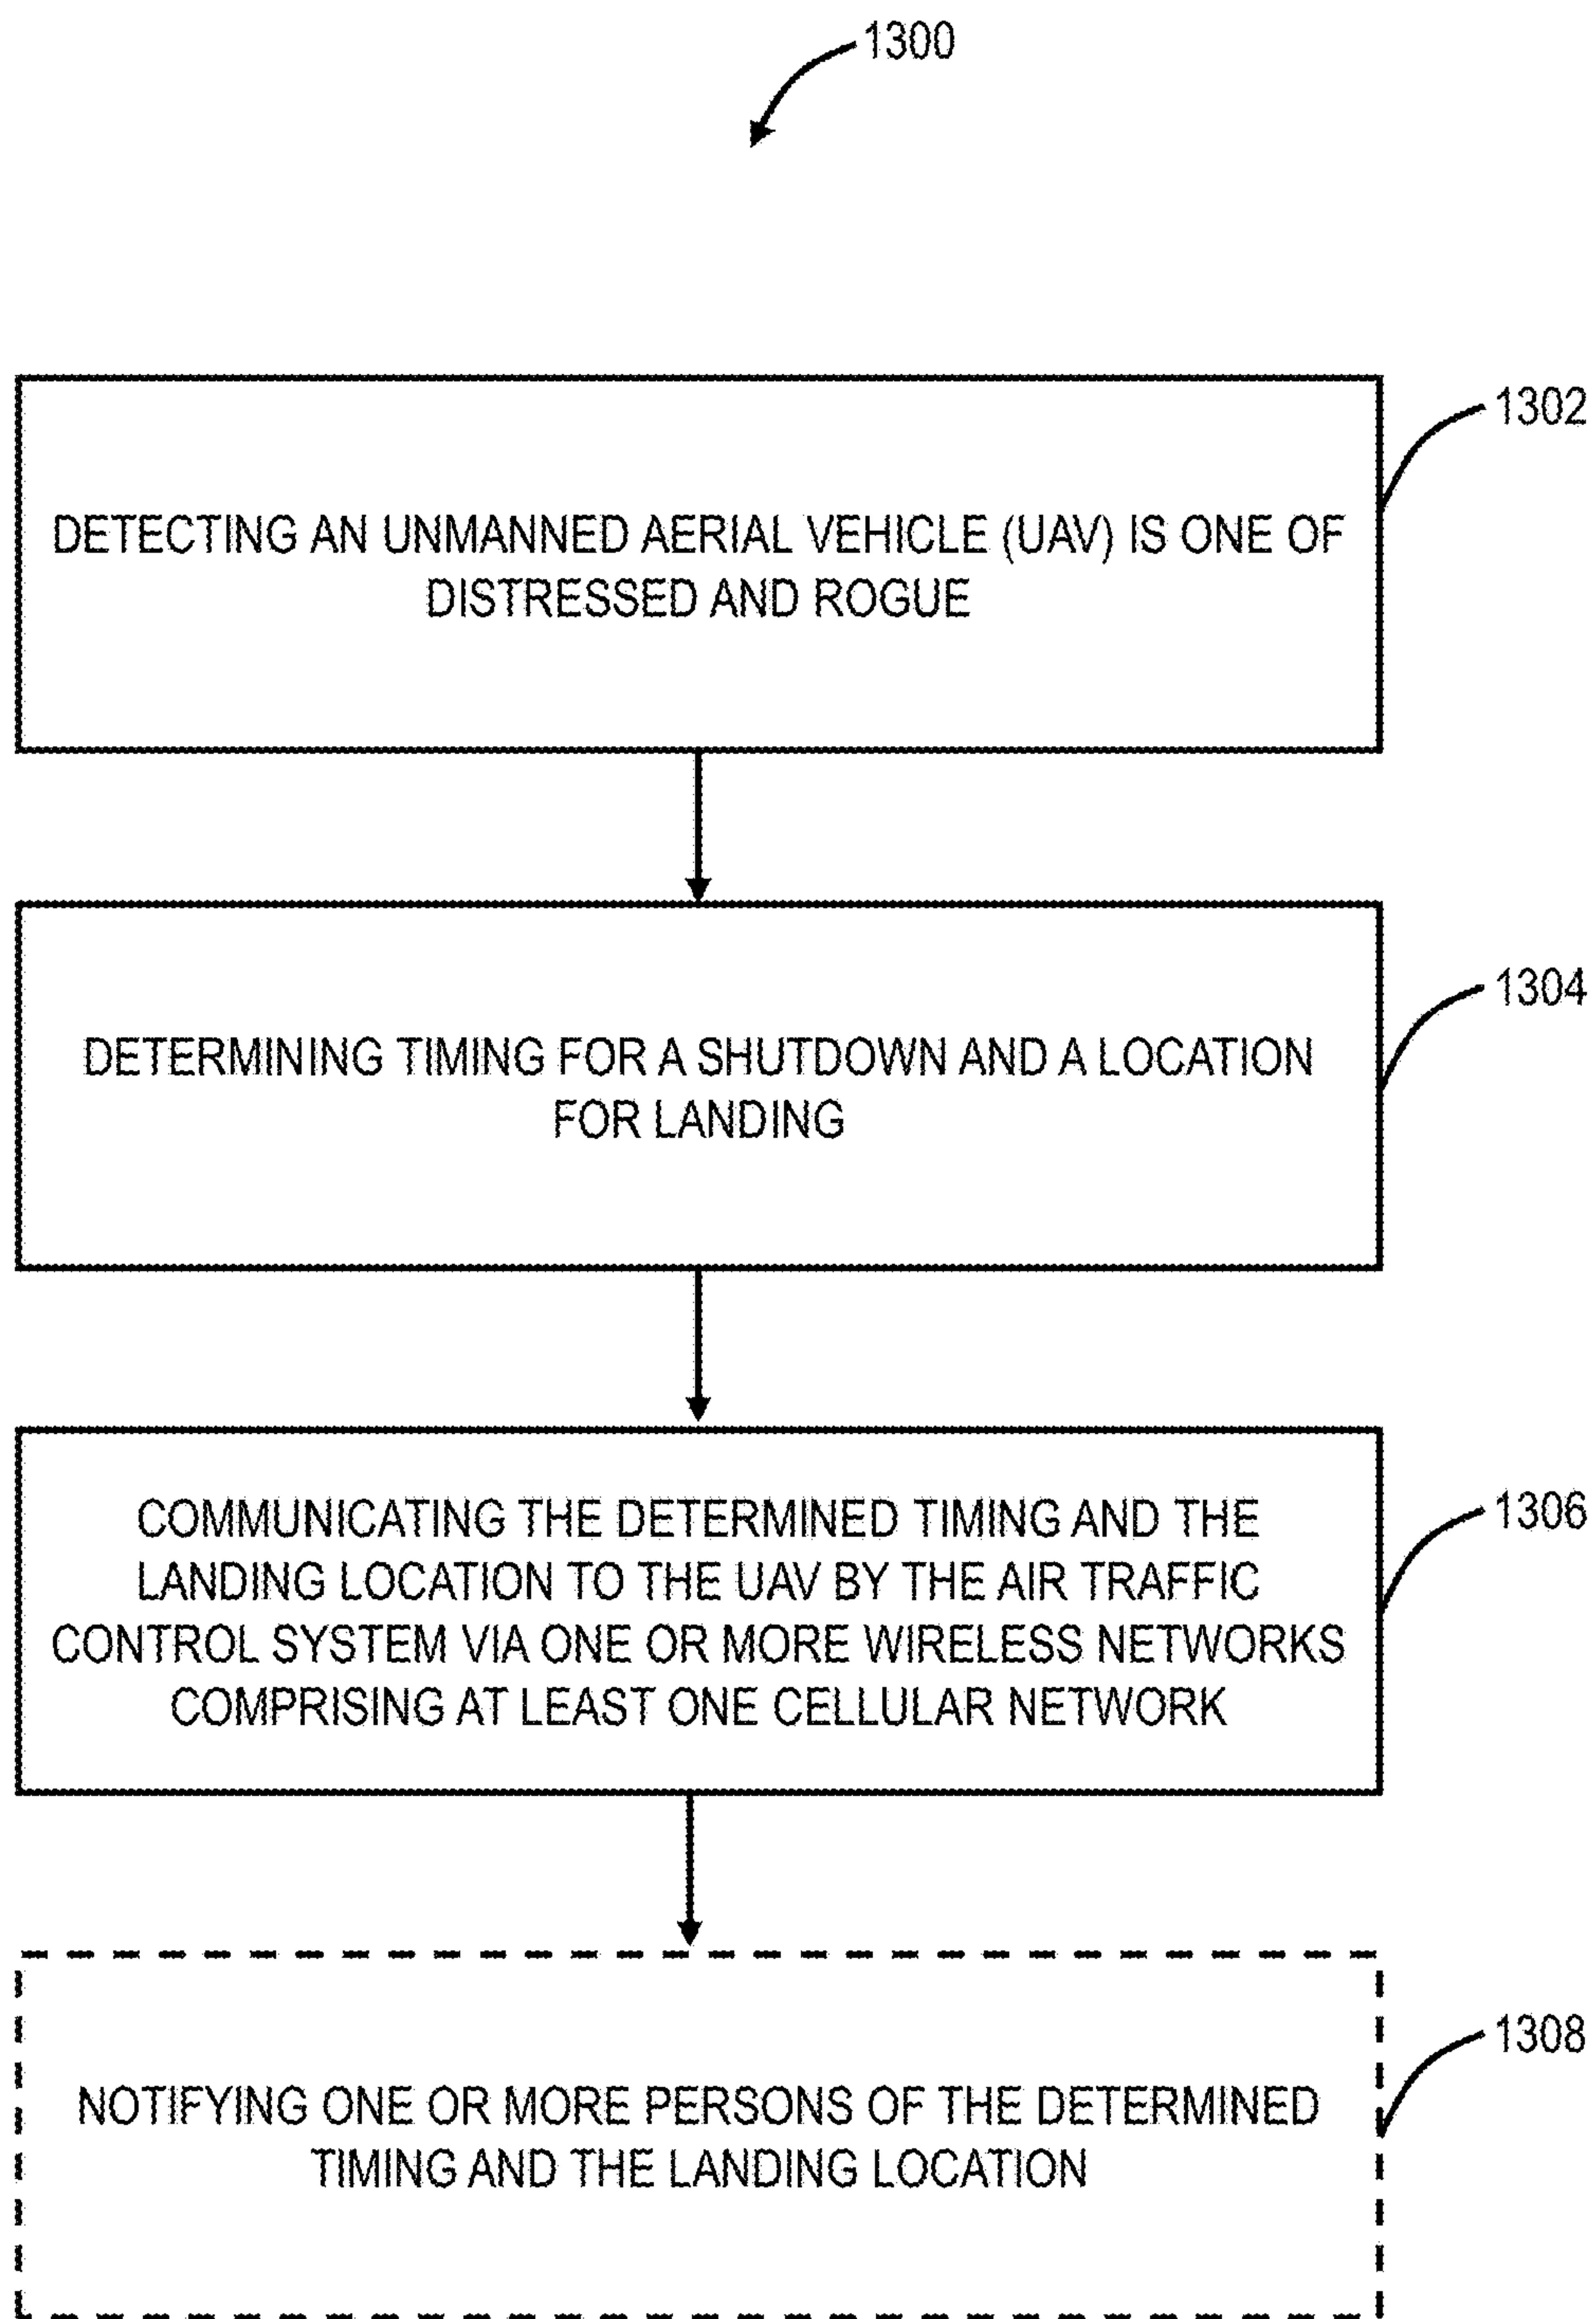 1300
1302
DETECTING AN UNMANNED AERIAL VEHICLE (UAV) IS ONE OF
DISTRESSED AND ROGUE
1304
DETERMINING TIMING FOR A SHUTDOWN AND A LOCATION
FOR LANDING
1306
COMMUNICATING THE DETERMINED TIMING AND THE
LANDING LOCATION TO THE UAV BY THE AIR TRAFFIC
CONTROL SYSTEM VIA ONE OR MORE WIRELESS NETWORKS
COMPRISING AT LEAST ONE CELLULAR NETWORK
1308
NOTIFYING ONE OR MORE PERSONS OF THE DETERMINED
TIMING AND THE LANDING LOCATION